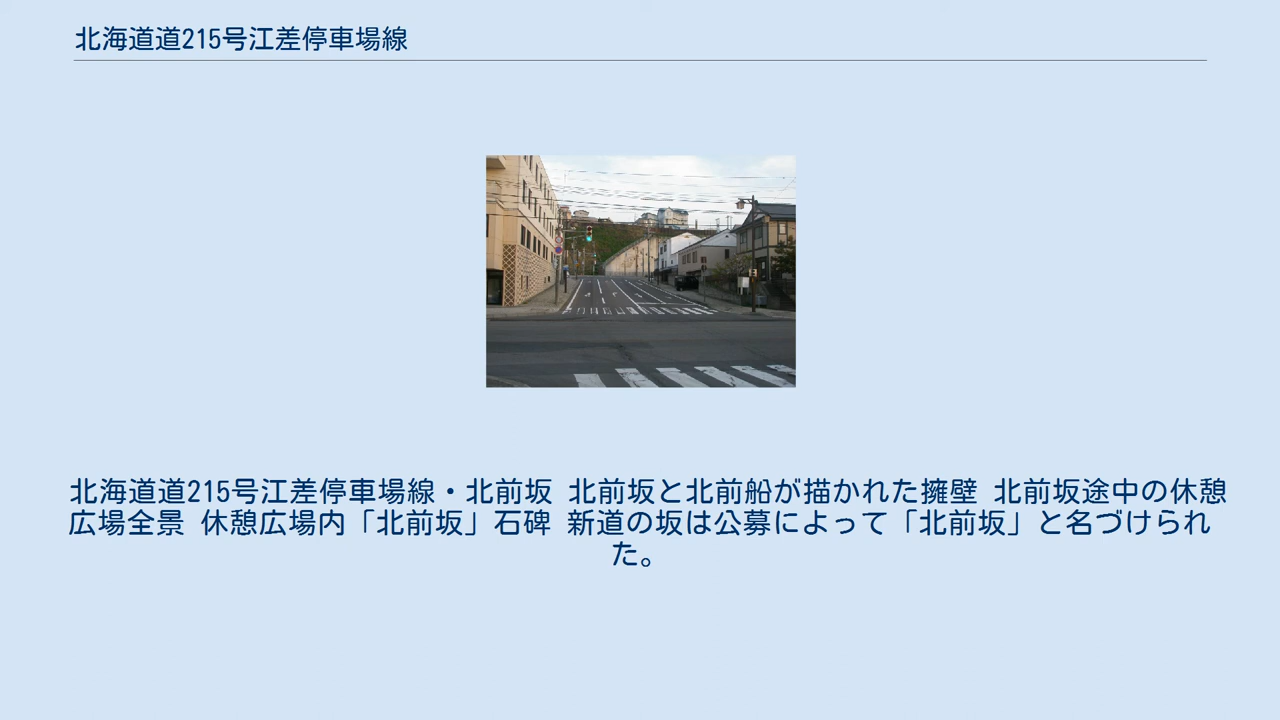 北海道道215号江差停車場線
北海道道215号江差停車場線・北前坂 北前坂と北前船が描かれた擁壁 北前坂途中の休憩
広場全景 休憩広場内「北前坂」石碑 新道の坂は公募によって「北前坂」と名づけられ
た。